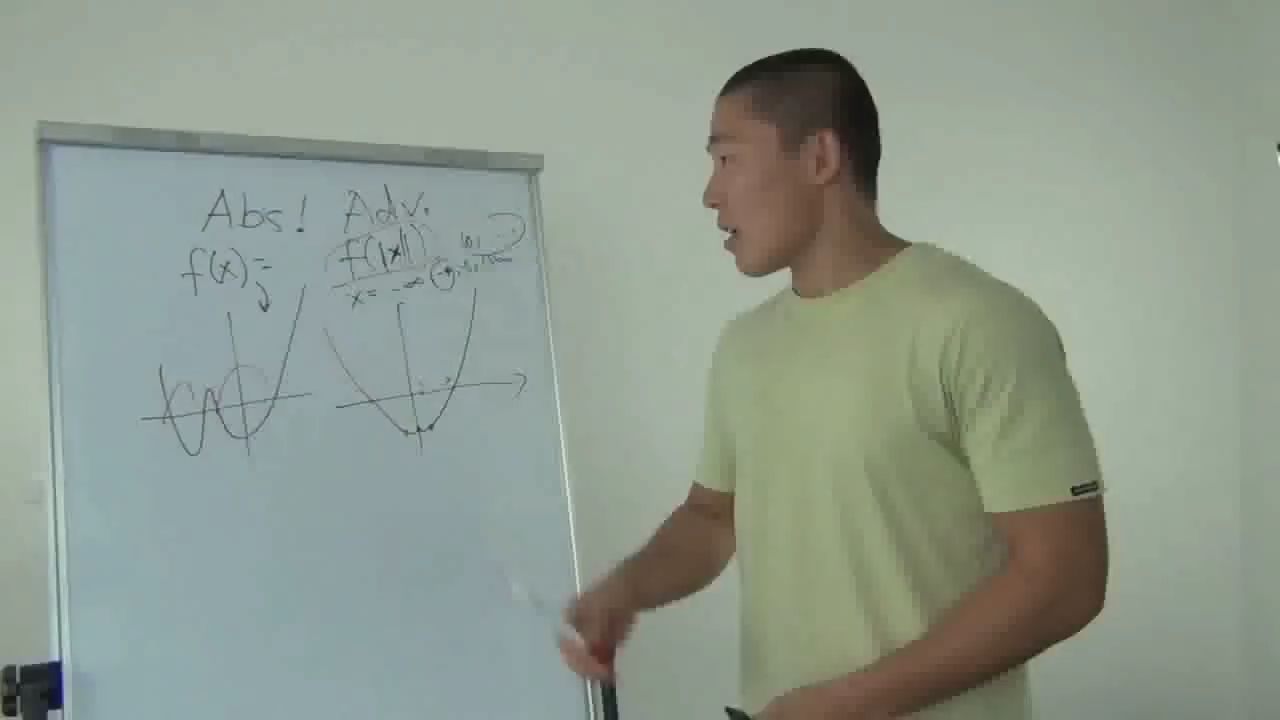 Abs! Adv.
f(x)= f(|x|)
x = -∞